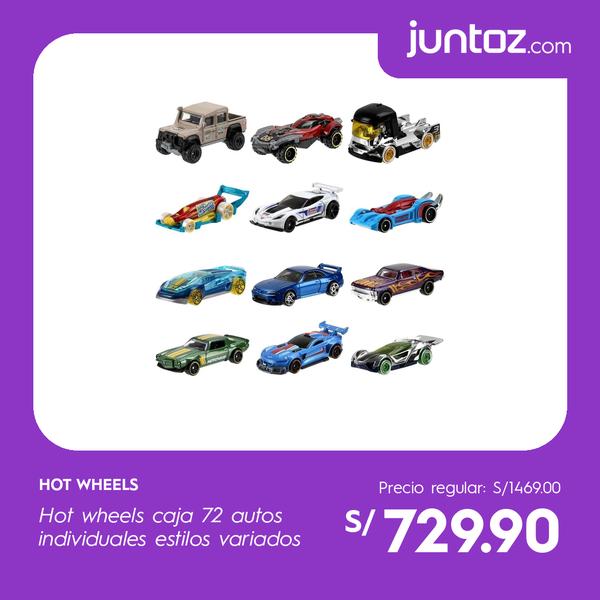 juntoz.com
HOT WHEELS
Hot wheels caja 72 autos
individuales estilos variados
Precio regular: S/1469.00
S/729.90